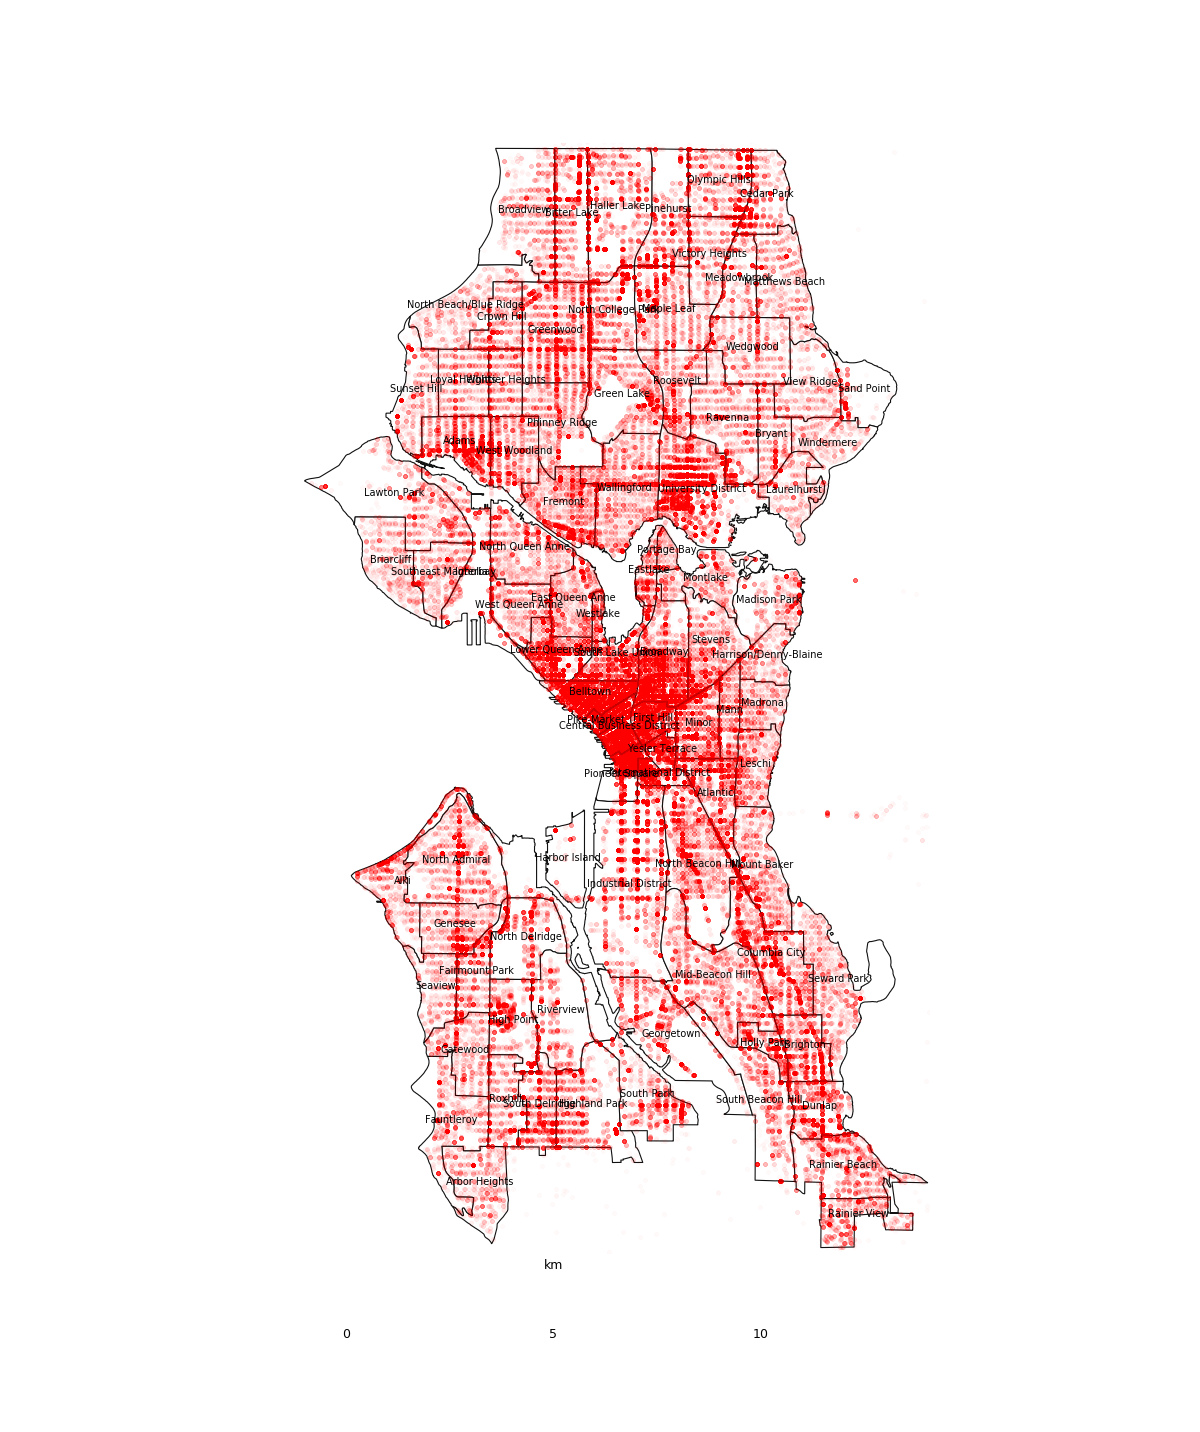 Olympic Hills
Cedar Park
Broadview
Bitter Lake
Haller Lake
Pinehurst
Victory Heights
Meadowbrook
Matthews Beach
North Beach/Blue Ridge
Crown Hill
North College Park
Maple Leaf
Greenwood
Wedgwood
Sunset Hill
Loyal Heights
Whittier Heights
Roosevelt
View Ridge
Sand Point
Green Lake
Phinney Ridge
Ravenna
Adams
West Woodland
Bryant
Windermere
Lawton Park
Wallingford
University District
Laurelhurst
Fremont
North Queen Anne
Portage Bay
Briarcliff
Southeast Magnolia
Interbay
Eastlake
Montlake
West Queen Anne
East Queen Anne
Westlake
Madison Park
Stevens
Lower Queen Anne
South Lake Union
Broadway
Harrison/Denny-Blaine
Belltown
Madrona
Mann
Pike-Market
First Hill
Central Business District
Minor
Yesler Terrace
Leschi
Pioneer Square
International District
Atlantic
North Admiral
Harbor Island
North Beacon Hill
Mount Baker
Alki
Industrial District
Genesee
North Delridge
Columbia City
Fairmount Park
Mid-Beacon Hill
Seward Park
Seaview
Riverview
High Point
Georgetown
Gatewood
Holly Park
Brighton
Roxhill
South Delridge
Highland Park
South Park
South Beacon Hill
Dunlap
Fauntleroy
Rainier Beach
Arbor Heights
Rainier View
km
0 5 10